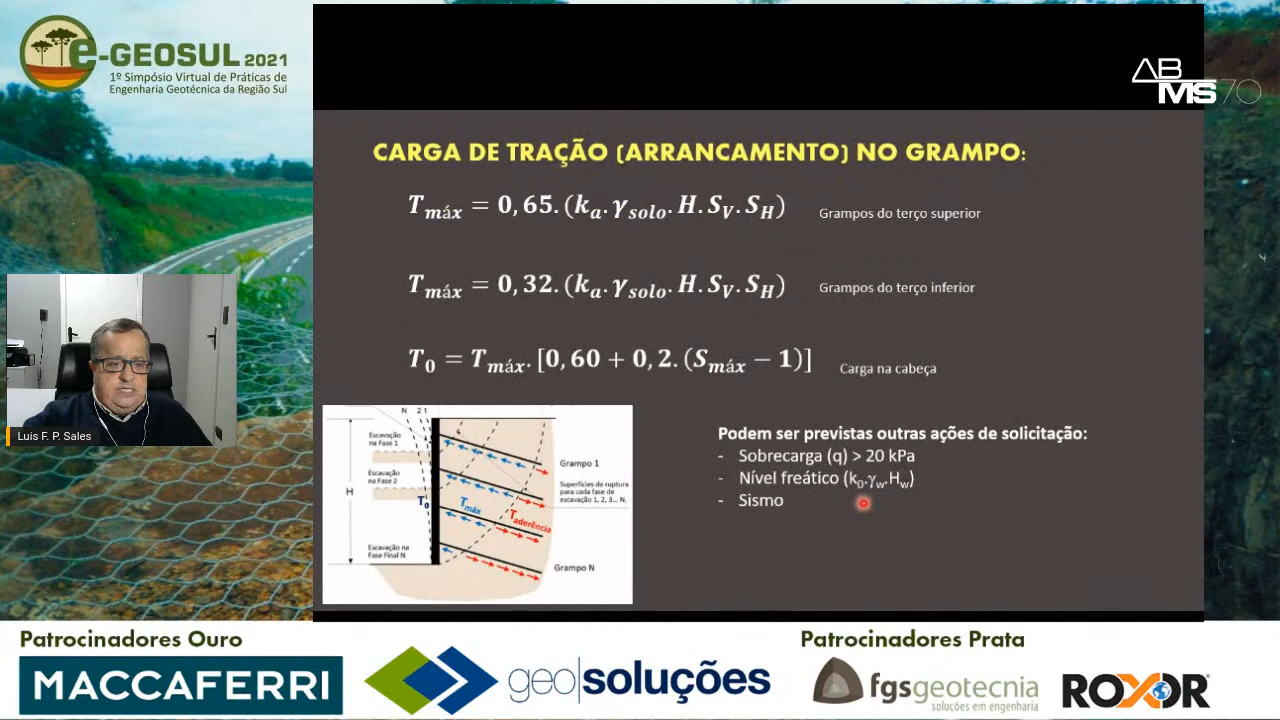 e-GEOSUL 2021
1º Simpósio Virtual de Práticas de
Engenharia Geotécnica da Região Sul
ABMS70
CARGA DE TRAÇÃO (ARRANCAMENTO) NO GRAMPO:
T_máx = 0,65.(k_a.γ_solo.H.S_V.S_H) Grampos do terço superior
T_máx = 0,32.(k_a.γ_solo.H.S_V.S_H) Grampos do terço inferior
T_0 = T_máx.[0,60 + 0,2.(S_máx − 1)] Carga na cabeça
Luis F. P. Sales
N 2 1
Escavação
na Fase 1
Escavação
na Fase 2
H
T_0
T_máx
T_aderência
Escavação na
Fase Final N
Grampo 1
Superfícies de ruptura
para cada fase de
escavação 1, 2, 3... N.
Grampo N
Podem ser previstas outras ações de solicitação:
- Sobrecarga (q) > 20 kPa
- Nível freático (k_0.γ_w.H_w)
- Sismo
Patrocinadores Ouro
MACCAFERRI
geo|soluções
Patrocinadores Prata
fgsgeotecnia
soluções em engenharia
ROXOR